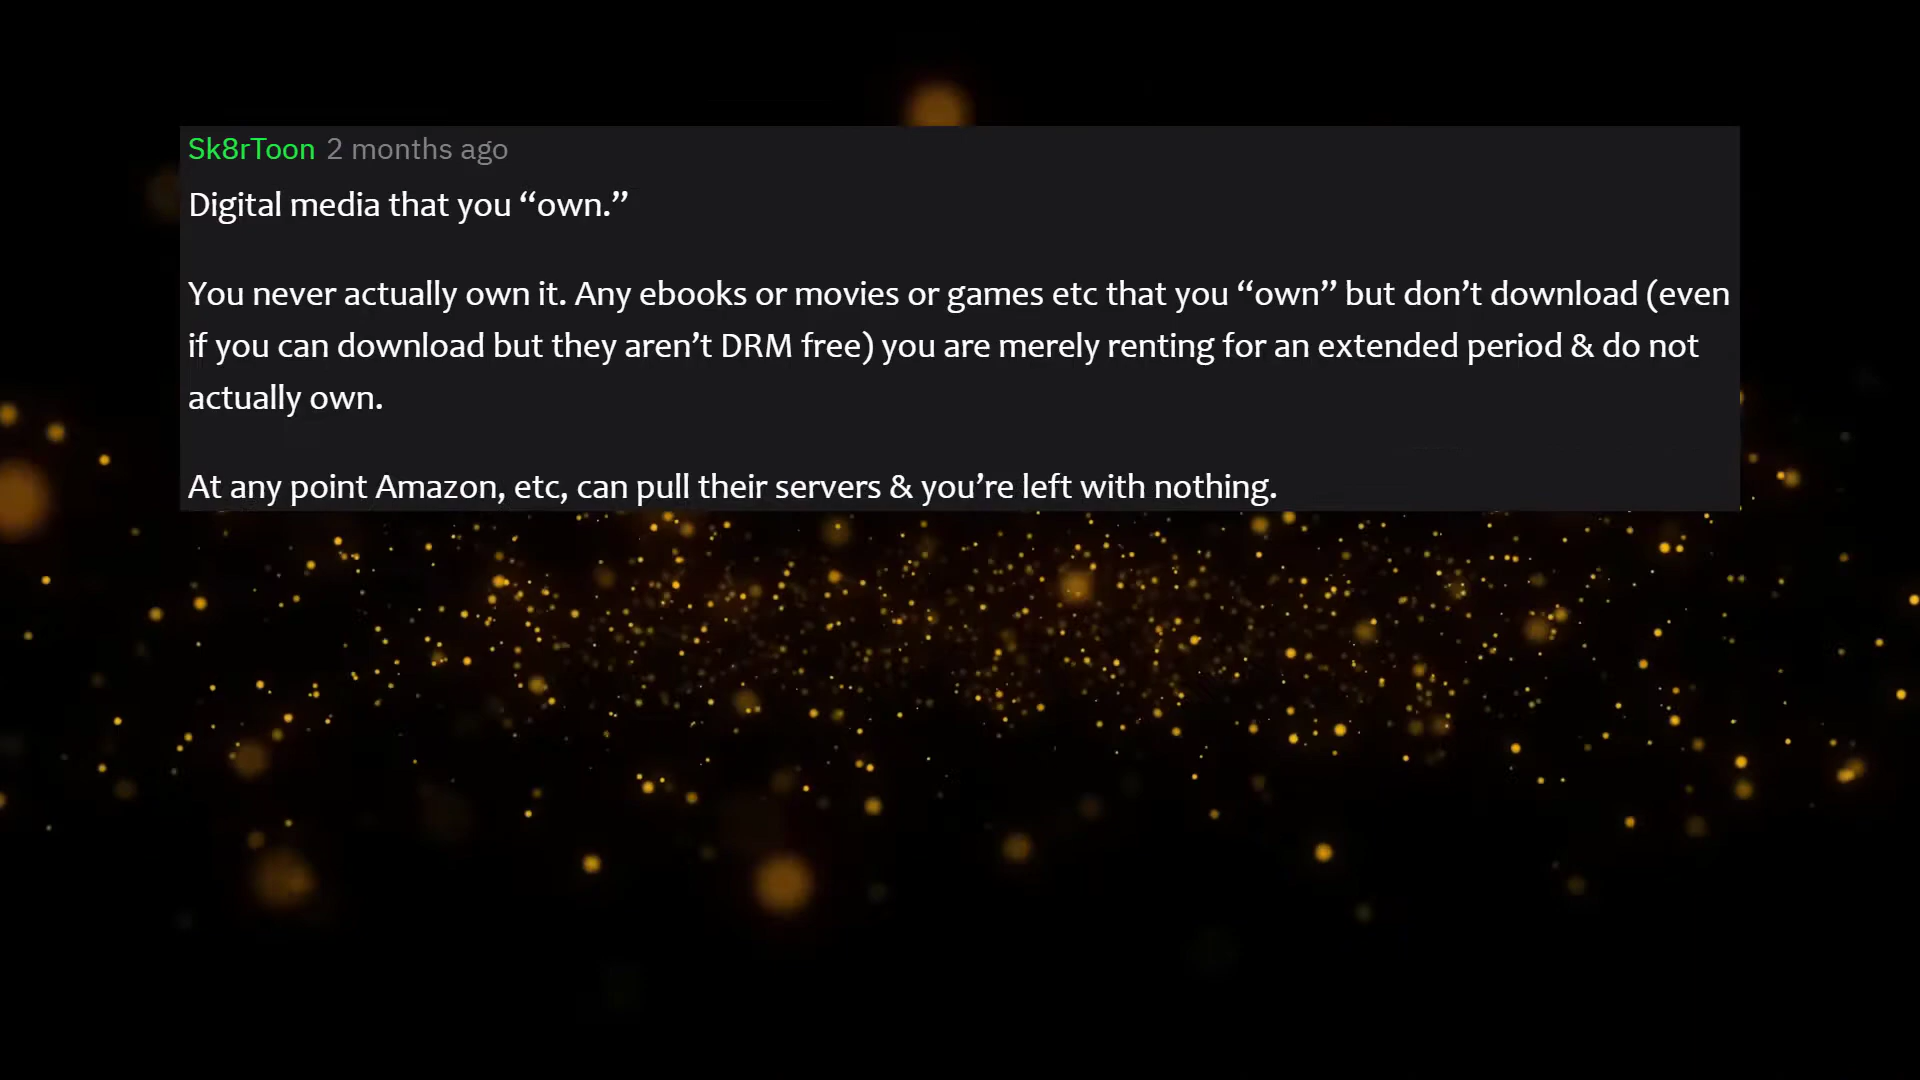 Sk8rToon 2 months ago
Digital media that you “own.”
You never actually own it. Any ebooks or movies or games etc that you “own” but don’t download (even
if you can download but they aren’t DRM free) you are merely renting for an extended period & do not
actually own.
At any point Amazon, etc, can pull their servers & you’re left with nothing.